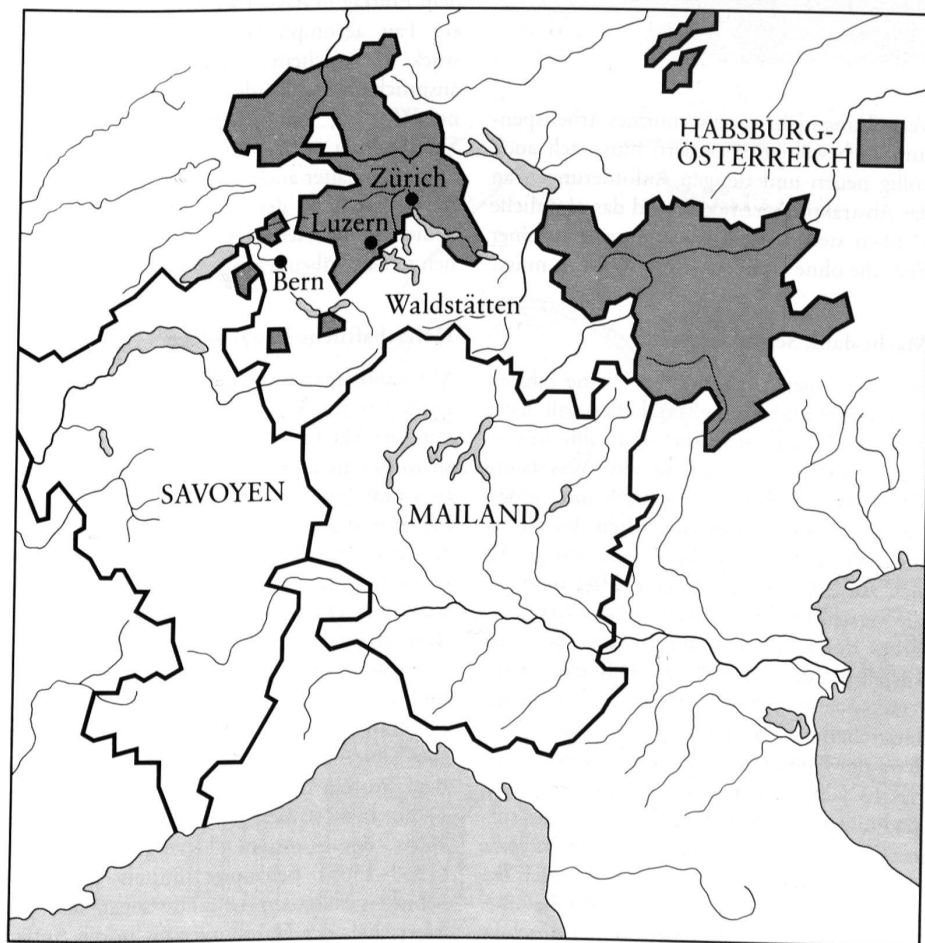 HABSBURG-
ÖSTERREICH
Zürich
Luzern
Bern
Waldstätten
SAVOYEN
MAILAND